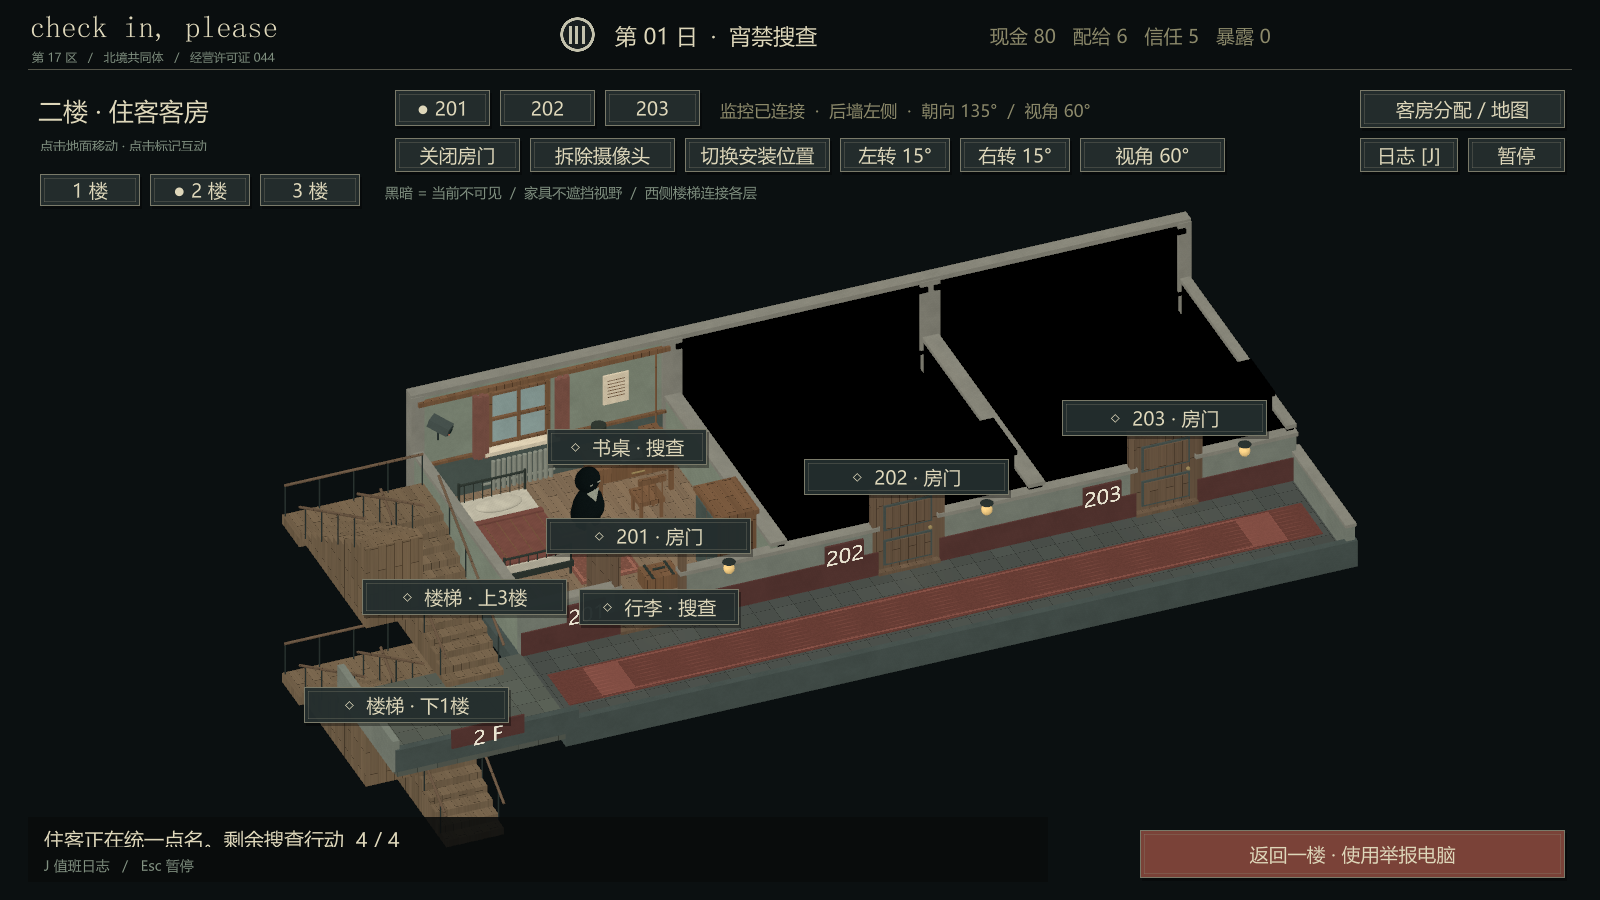 check in, please
第 17 区 / 北境共同体 / 经营许可证 044
第 01 日 · 宵禁搜查
现金 80 配给 6 信任 5 暴露 0
二楼 · 住客客房
点击地面移动 · 点击标记互动
1 楼
● 2 楼
3 楼
● 201
202
203
监控已连接 · 后墙左侧 · 朝向 135° / 视角 60°
关闭房门
拆除摄像头
切换安装位置
左转 15°
右转 15°
视角 60°
黑暗 = 当前不可见 / 家具不遮挡视野 / 西侧楼梯连接各层
客房分配 / 地图
日志 [J]
暂停
◇ 书桌 · 搜查
◇ 203 · 房门
◇ 202 · 房门
203
◇ 201 · 房门
202
◇ 楼梯 · 上3楼
◇ 行李 · 搜查
◇ 楼梯 · 下1楼
2 F
住客正在统一点名。剩余搜查行动 4 / 4
J 值班日志 / Esc 暂停
返回一楼 · 使用举报电脑